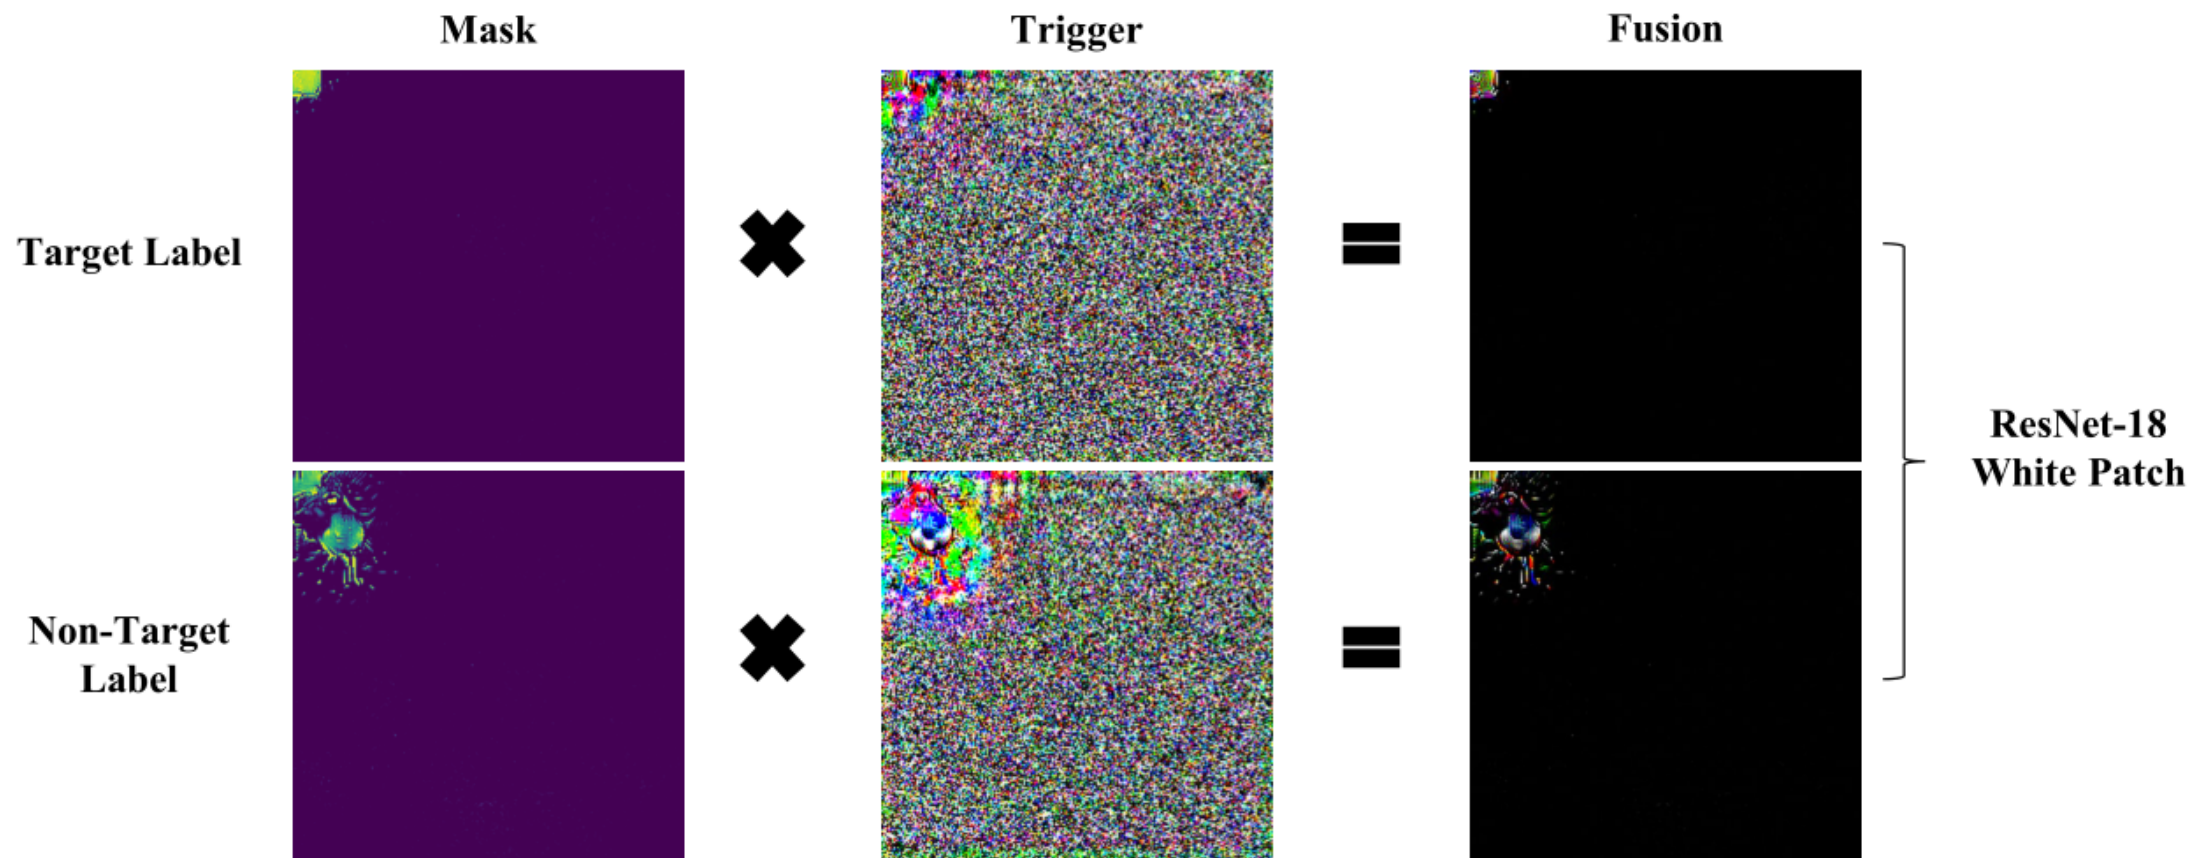 Mask
Trigger
Fusion
Target Label
Non-Target
Label
ResNet-18
White Patch